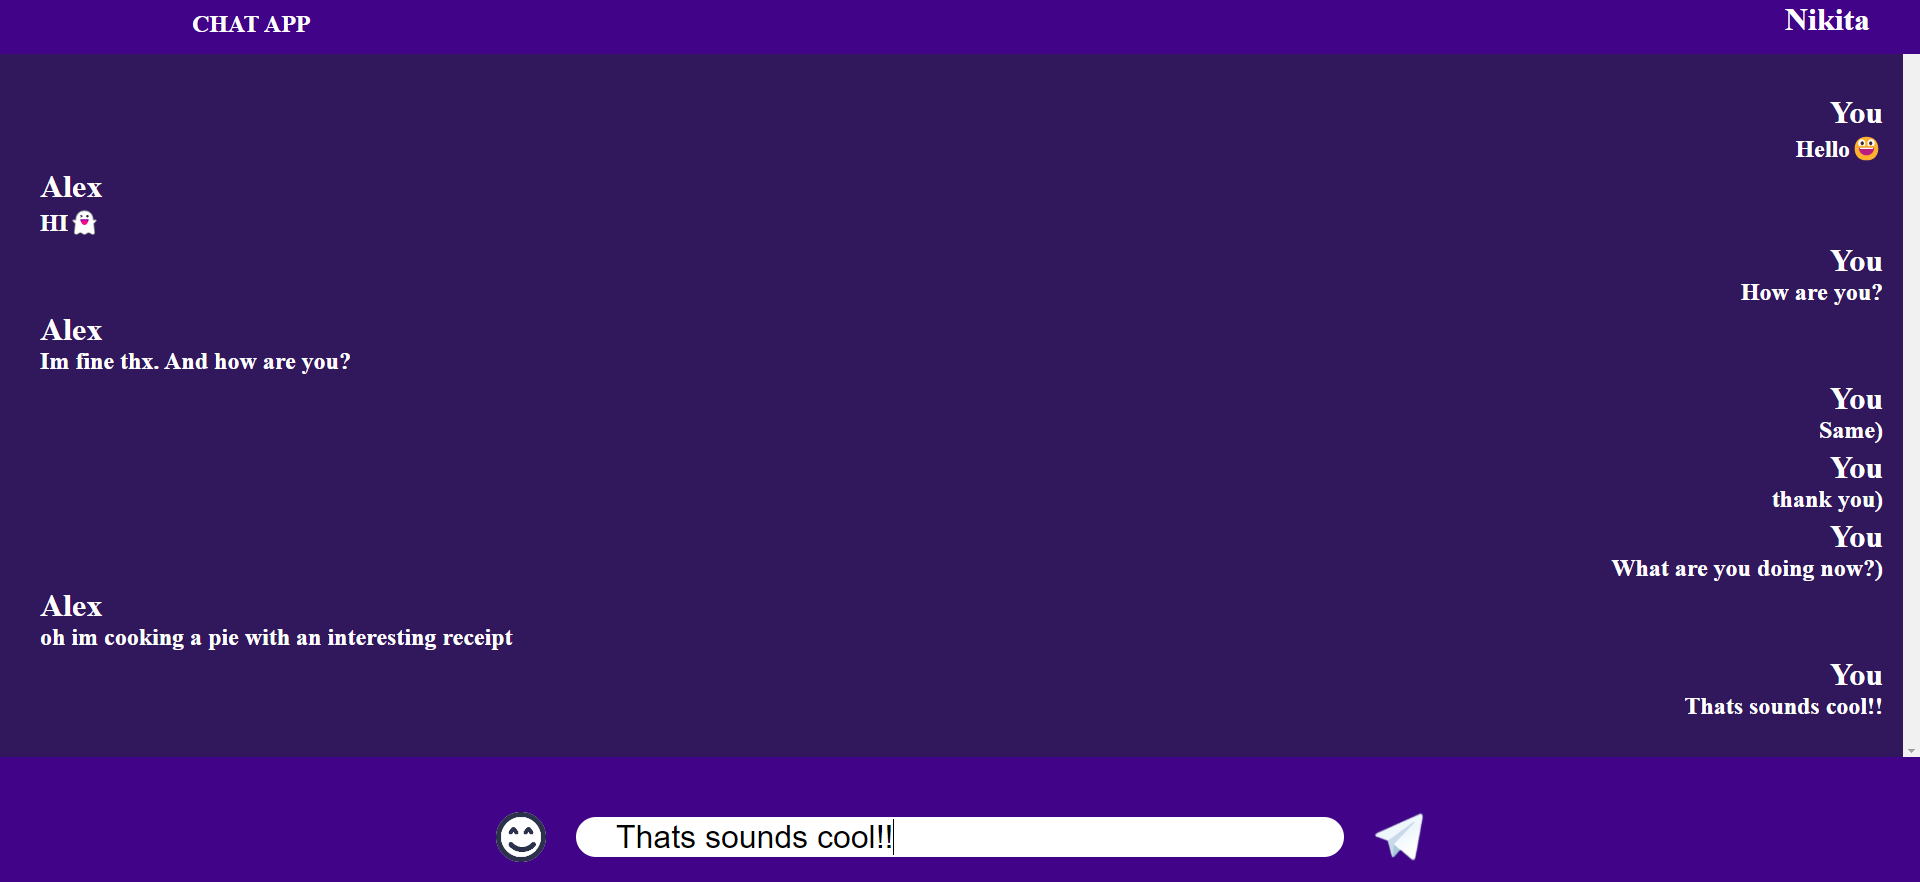 CHAT APP
Nikita
You
Hello 😃
Alex
HI 👻
You
How are you?
Alex
Im fine thx. And how are you?
You
Same)
You
thank you)
You
What are you doing now?)
Alex
oh im cooking a pie with an interesting receipt
You
Thats sounds cool!!
Thats sounds cool!!